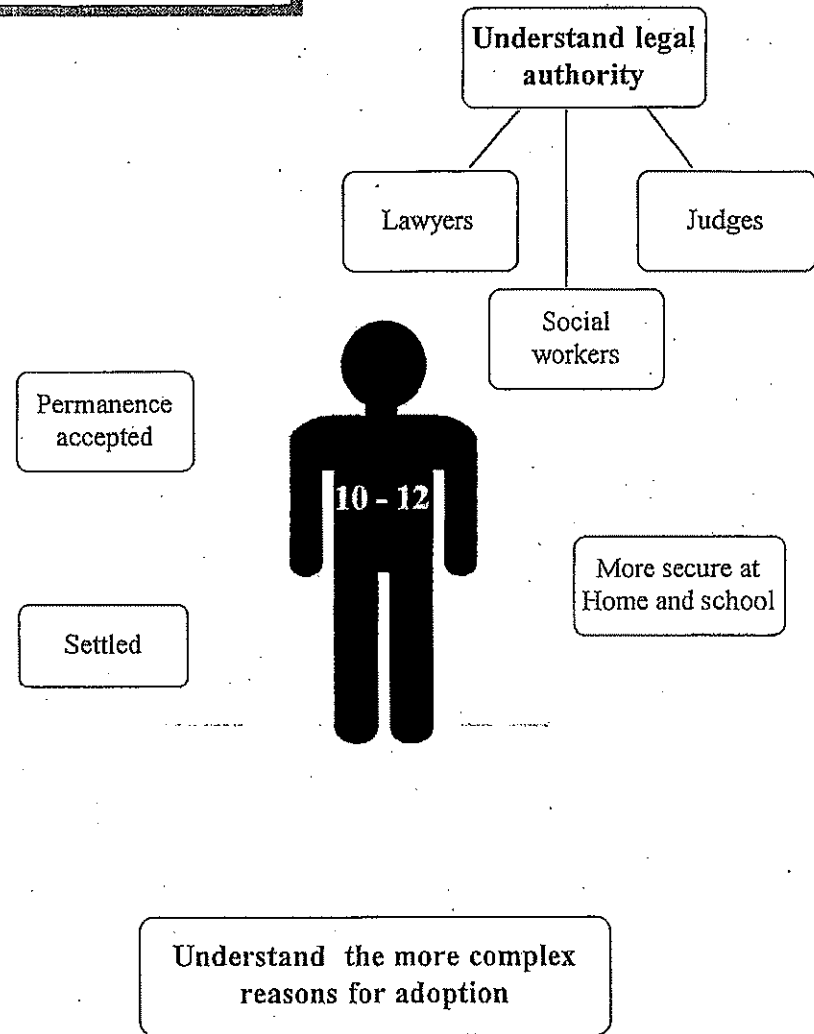 Understand legal
authority
Lawyers
Judges
Social
workers
Permanence
accepted
10 - 12
More secure at
Home and school
Settled
Understand the more complex
reasons for adoption